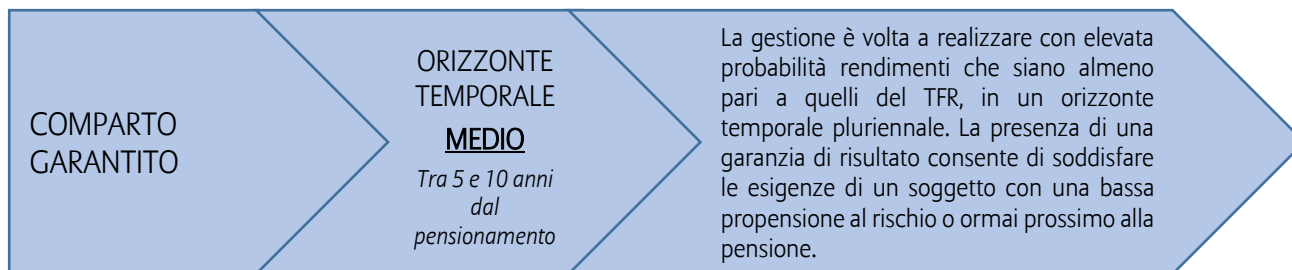 COMPARTO
GARANTITO
ORIZZONTE
TEMPORALE
MEDIO
Tra 5 e 10 anni
dal
pensionamento
La gestione è volta a realizzare con elevata
probabilità rendimenti che siano almeno
pari a quelli del TFR, in un orizzonte
temporale pluriennale. La presenza di una
garanzia di risultato consente di soddisfare
le esigenze di un soggetto con una bassa
propensione al rischio o ormai prossimo alla
pensione.